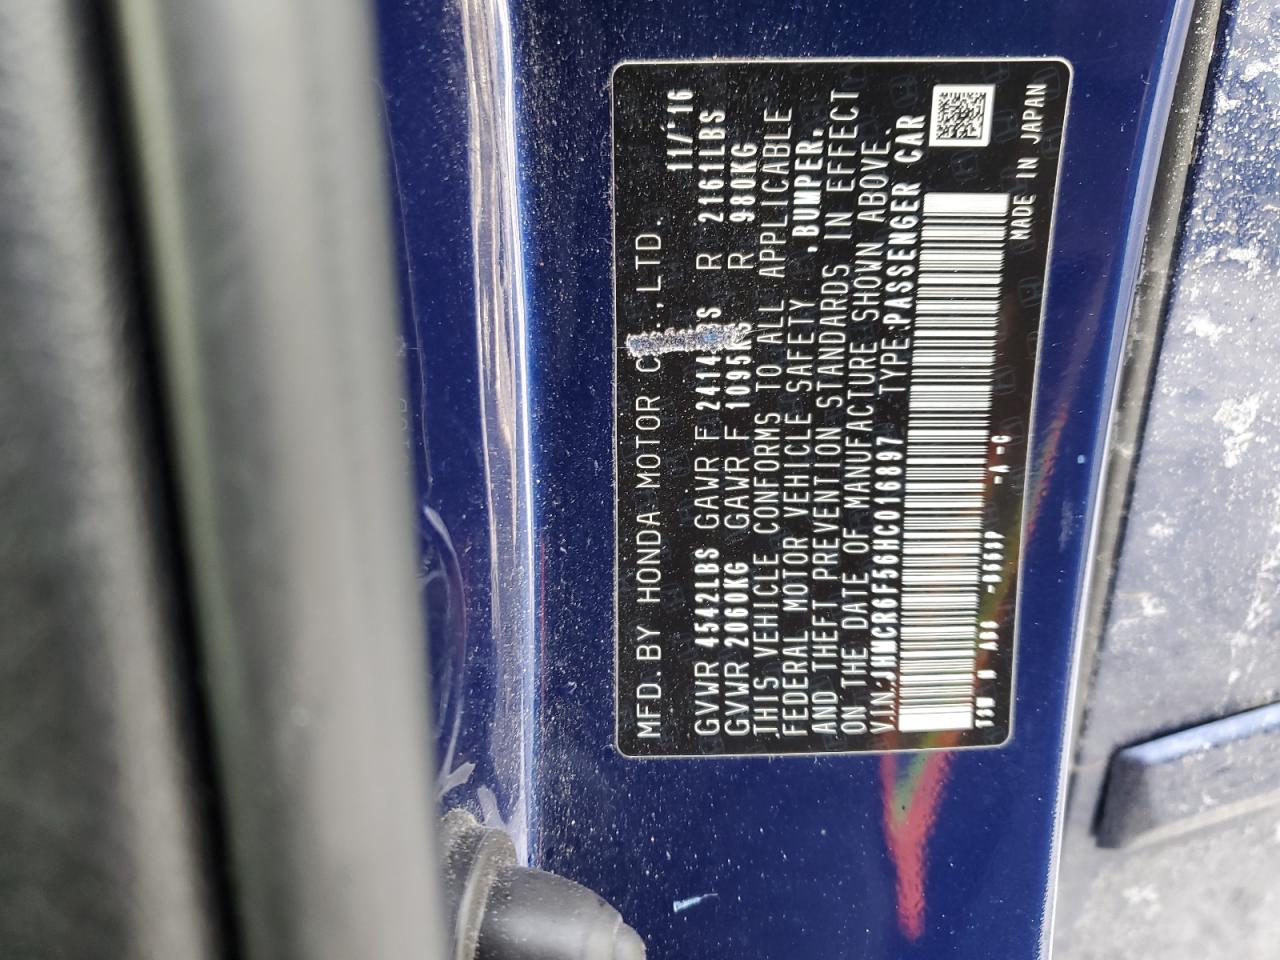 MFD. BY HONDA MOTOR C ., LTD. 11/'16
GVWR 4542LBS GAWR F 241 S R 2161LBS
GVWR 2060KG GAWR F 1095KG R 980KG
THIS VEHICLE CONFORMS TO ALL APPLICABLE
FEDERAL MOTOR VEHICLE SAFETY .BUMPER.
AND THEFT PREVENTION STANDARDS IN EFFECT
ON THE DATE OF MANUFACTURE SHOWN ABOVE.
VIN:JHMCR6F56HC016897 TYPE:PASSENGER CAR
-A-C
MADE IN JAPAN